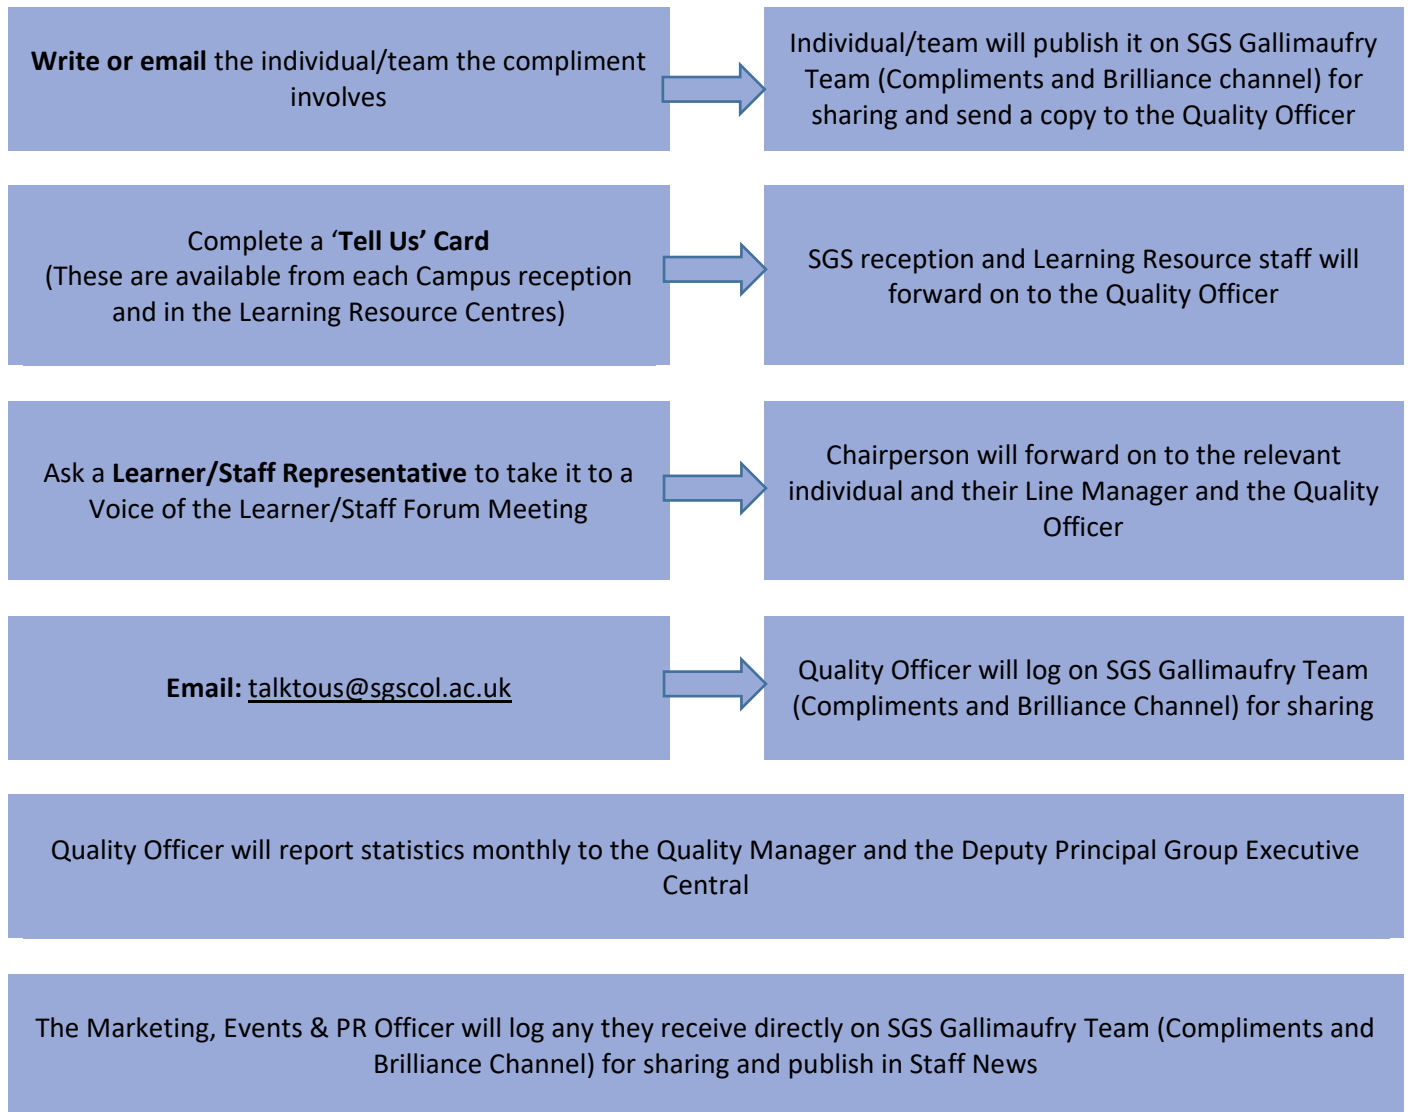 Write or email the individual/team the compliment
involves
Individual/team will publish it on SGS Gallimaufry
Team (Compliments and Brilliance channel) for
sharing and send a copy to the Quality Officer
Complete a ‘Tell Us’ Card
(These are available from each Campus reception
and in the Learning Resource Centres)
SGS reception and Learning Resource staff will
forward on to the Quality Officer
Ask a Learner/Staff Representative to take it to a
Voice of the Learner/Staff Forum Meeting
Chairperson will forward on to the relevant
individual and their Line Manager and the Quality
Officer
Email: talktous@sgscol.ac.uk
Quality Officer will log on SGS Gallimaufry Team
(Compliments and Brilliance Channel) for sharing
Quality Officer will report statistics monthly to the Quality Manager and the Deputy Principal Group Executive
Central
The Marketing, Events & PR Officer will log any they receive directly on SGS Gallimaufry Team (Compliments and
Brilliance Channel) for sharing and publish in Staff News